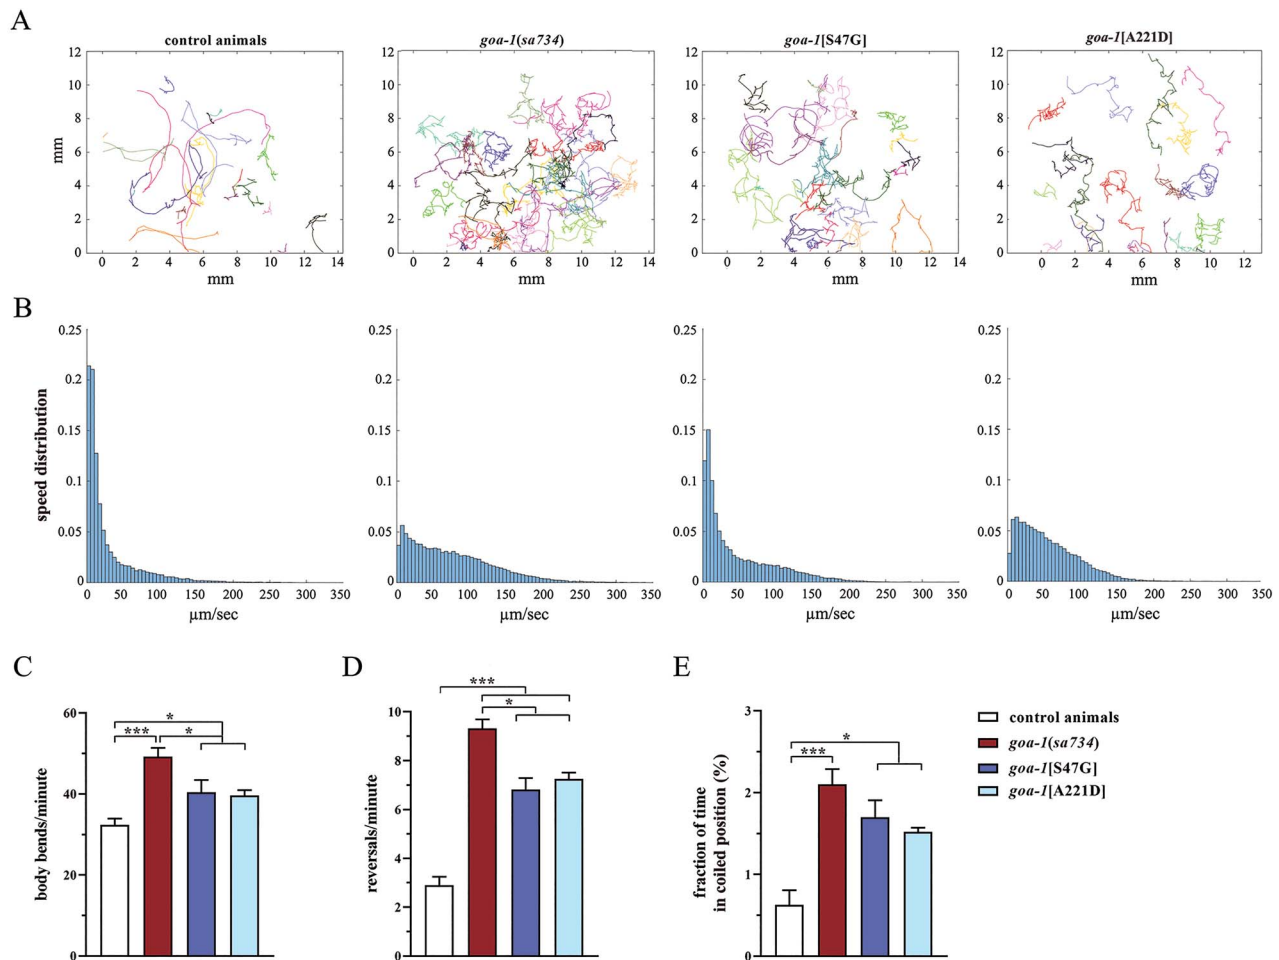 A
control animals
goa-1(sa734)
goa-1[S47G]
goa-1[A221D]
12
10
8
6
4
2
0
mm
0 2 4 6 8 10 12 14
mm
12
10
8
6
4
2
0
0 2 4 6 8 10 12 14
mm
12
10
8
6
4
2
0
0 2 4 6 8 10 12 14
mm
12
10
8
6
4
2
0
0 2 4 6 8 10 12
mm
B
speed distribution
0.25
0.2
0.15
0.1
0.05
0
0 50 100 150 200 250 300 350
µm/sec
0.25
0.2
0.15
0.1
0.05
0
0 50 100 150 200 250 300 350
µm/sec
0.25
0.2
0.15
0.1
0.05
0
0 50 100 150 200 250 300 350
µm/sec
0.25
0.2
0.15
0.1
0.05
0
0 50 100 150 200 250 300 350
µm/sec
C
body bends/minute
60
40
20
0
*
***
*
D
reversals/minute
10
8
6
4
2
0
***
*
E
fraction of time
in coiled position (%)
3
2
1
0
*
***
control animals
goa-1(sa734)
goa-1[S47G]
goa-1[A221D]